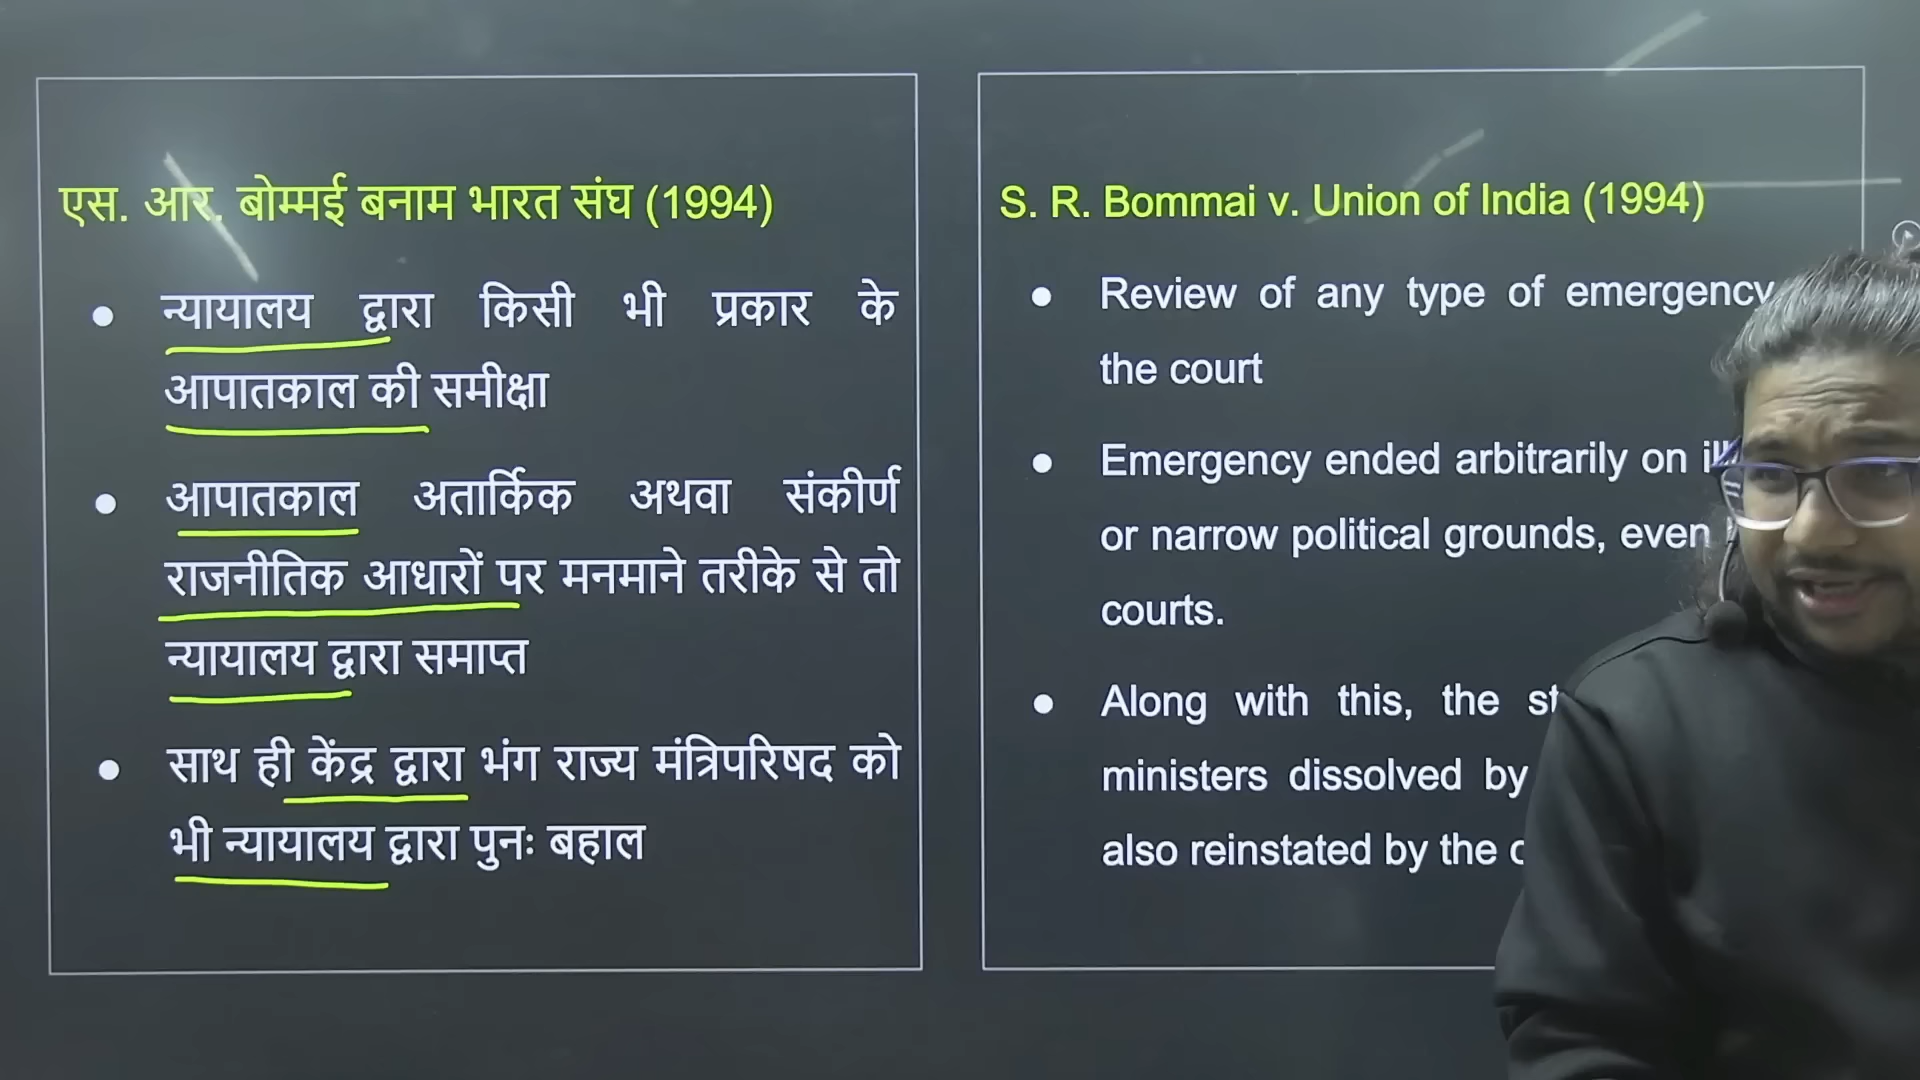 एस. आर. बोम्मई बनाम भारत संघ (1994)
न्यायालय द्वारा किसी भी प्रकार के
आपातकाल की समीक्षा
आपातकाल अतार्किक अथवा संकीर्ण
राजनीतिक आधारों पर मनमाने तरीके से तो
न्यायालय द्वारा समाप्त
साथ ही केंद्र द्वारा भंग राज्य मंत्रिपरिषद को
भी न्यायालय द्वारा पुनः बहाल
S. R. Bommai v. Union of India (1994)
Review of any type of emergency
the court
Emergency ended arbitrarily on
or narrow political grounds, even
courts.
Along with this, the
ministers dissolved by
also reinstated by the